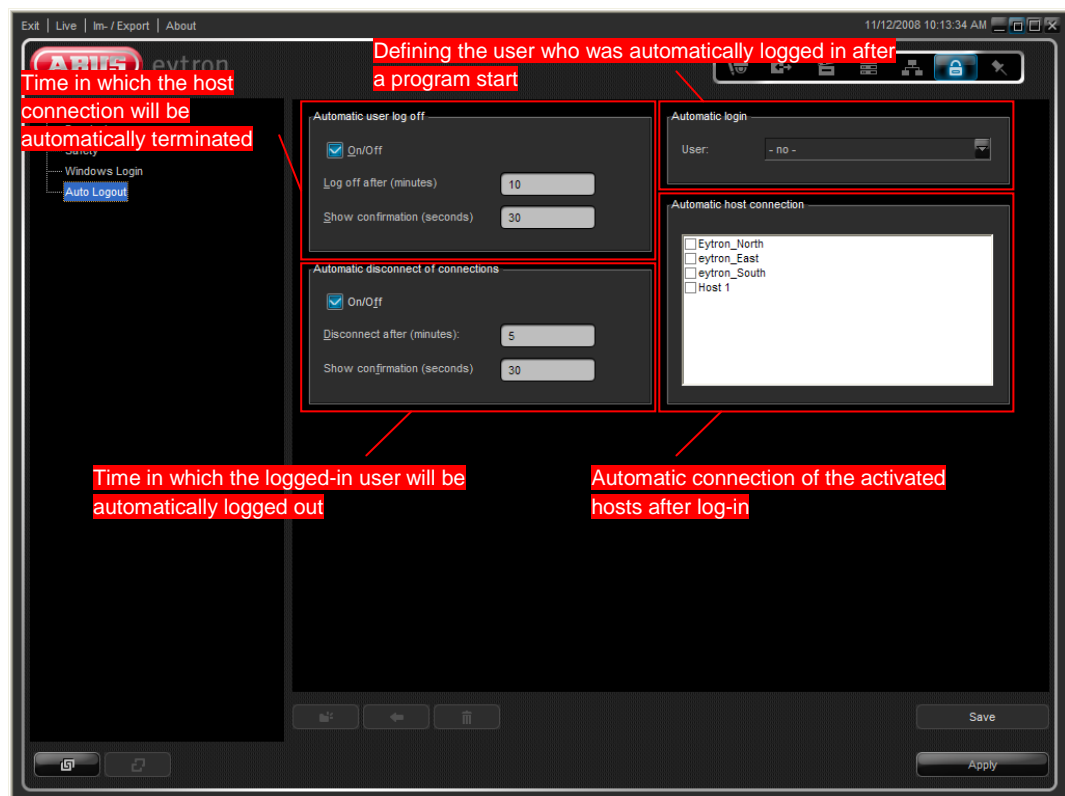 Exit | Live | Im- / Export | About
11/12/2008 10:13:34 AM
ABUS eytron
Defining the user who was automatically logged in after
a program start
Time in which the host
connection will be
automatically terminated
Safety
Windows Login
Auto Logout
Automatic user log off
On/Off
Log off after (minutes) 10
Show confirmation (seconds) 30
Automatic disconnect of connections
On/Off
Disconnect after (minutes): 5
Show confirmation (seconds) 30
Automatic login
User: - no -
Automatic host connection
Eytron_North
eytron_East
eytron_South
Host 1
Time in which the logged-in user will be
automatically logged out
Automatic connection of the activated
hosts after log-in
Save
Apply